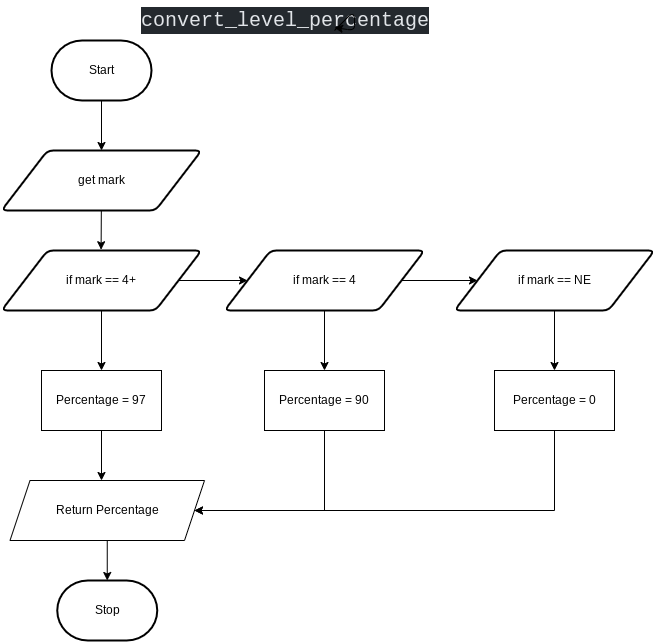 convert_level_percentage
Start
get mark
if mark == 4+
if mark == 4
if mark == NE
Percentage = 97
Percentage = 90
Percentage = 0
Return Percentage
Stop